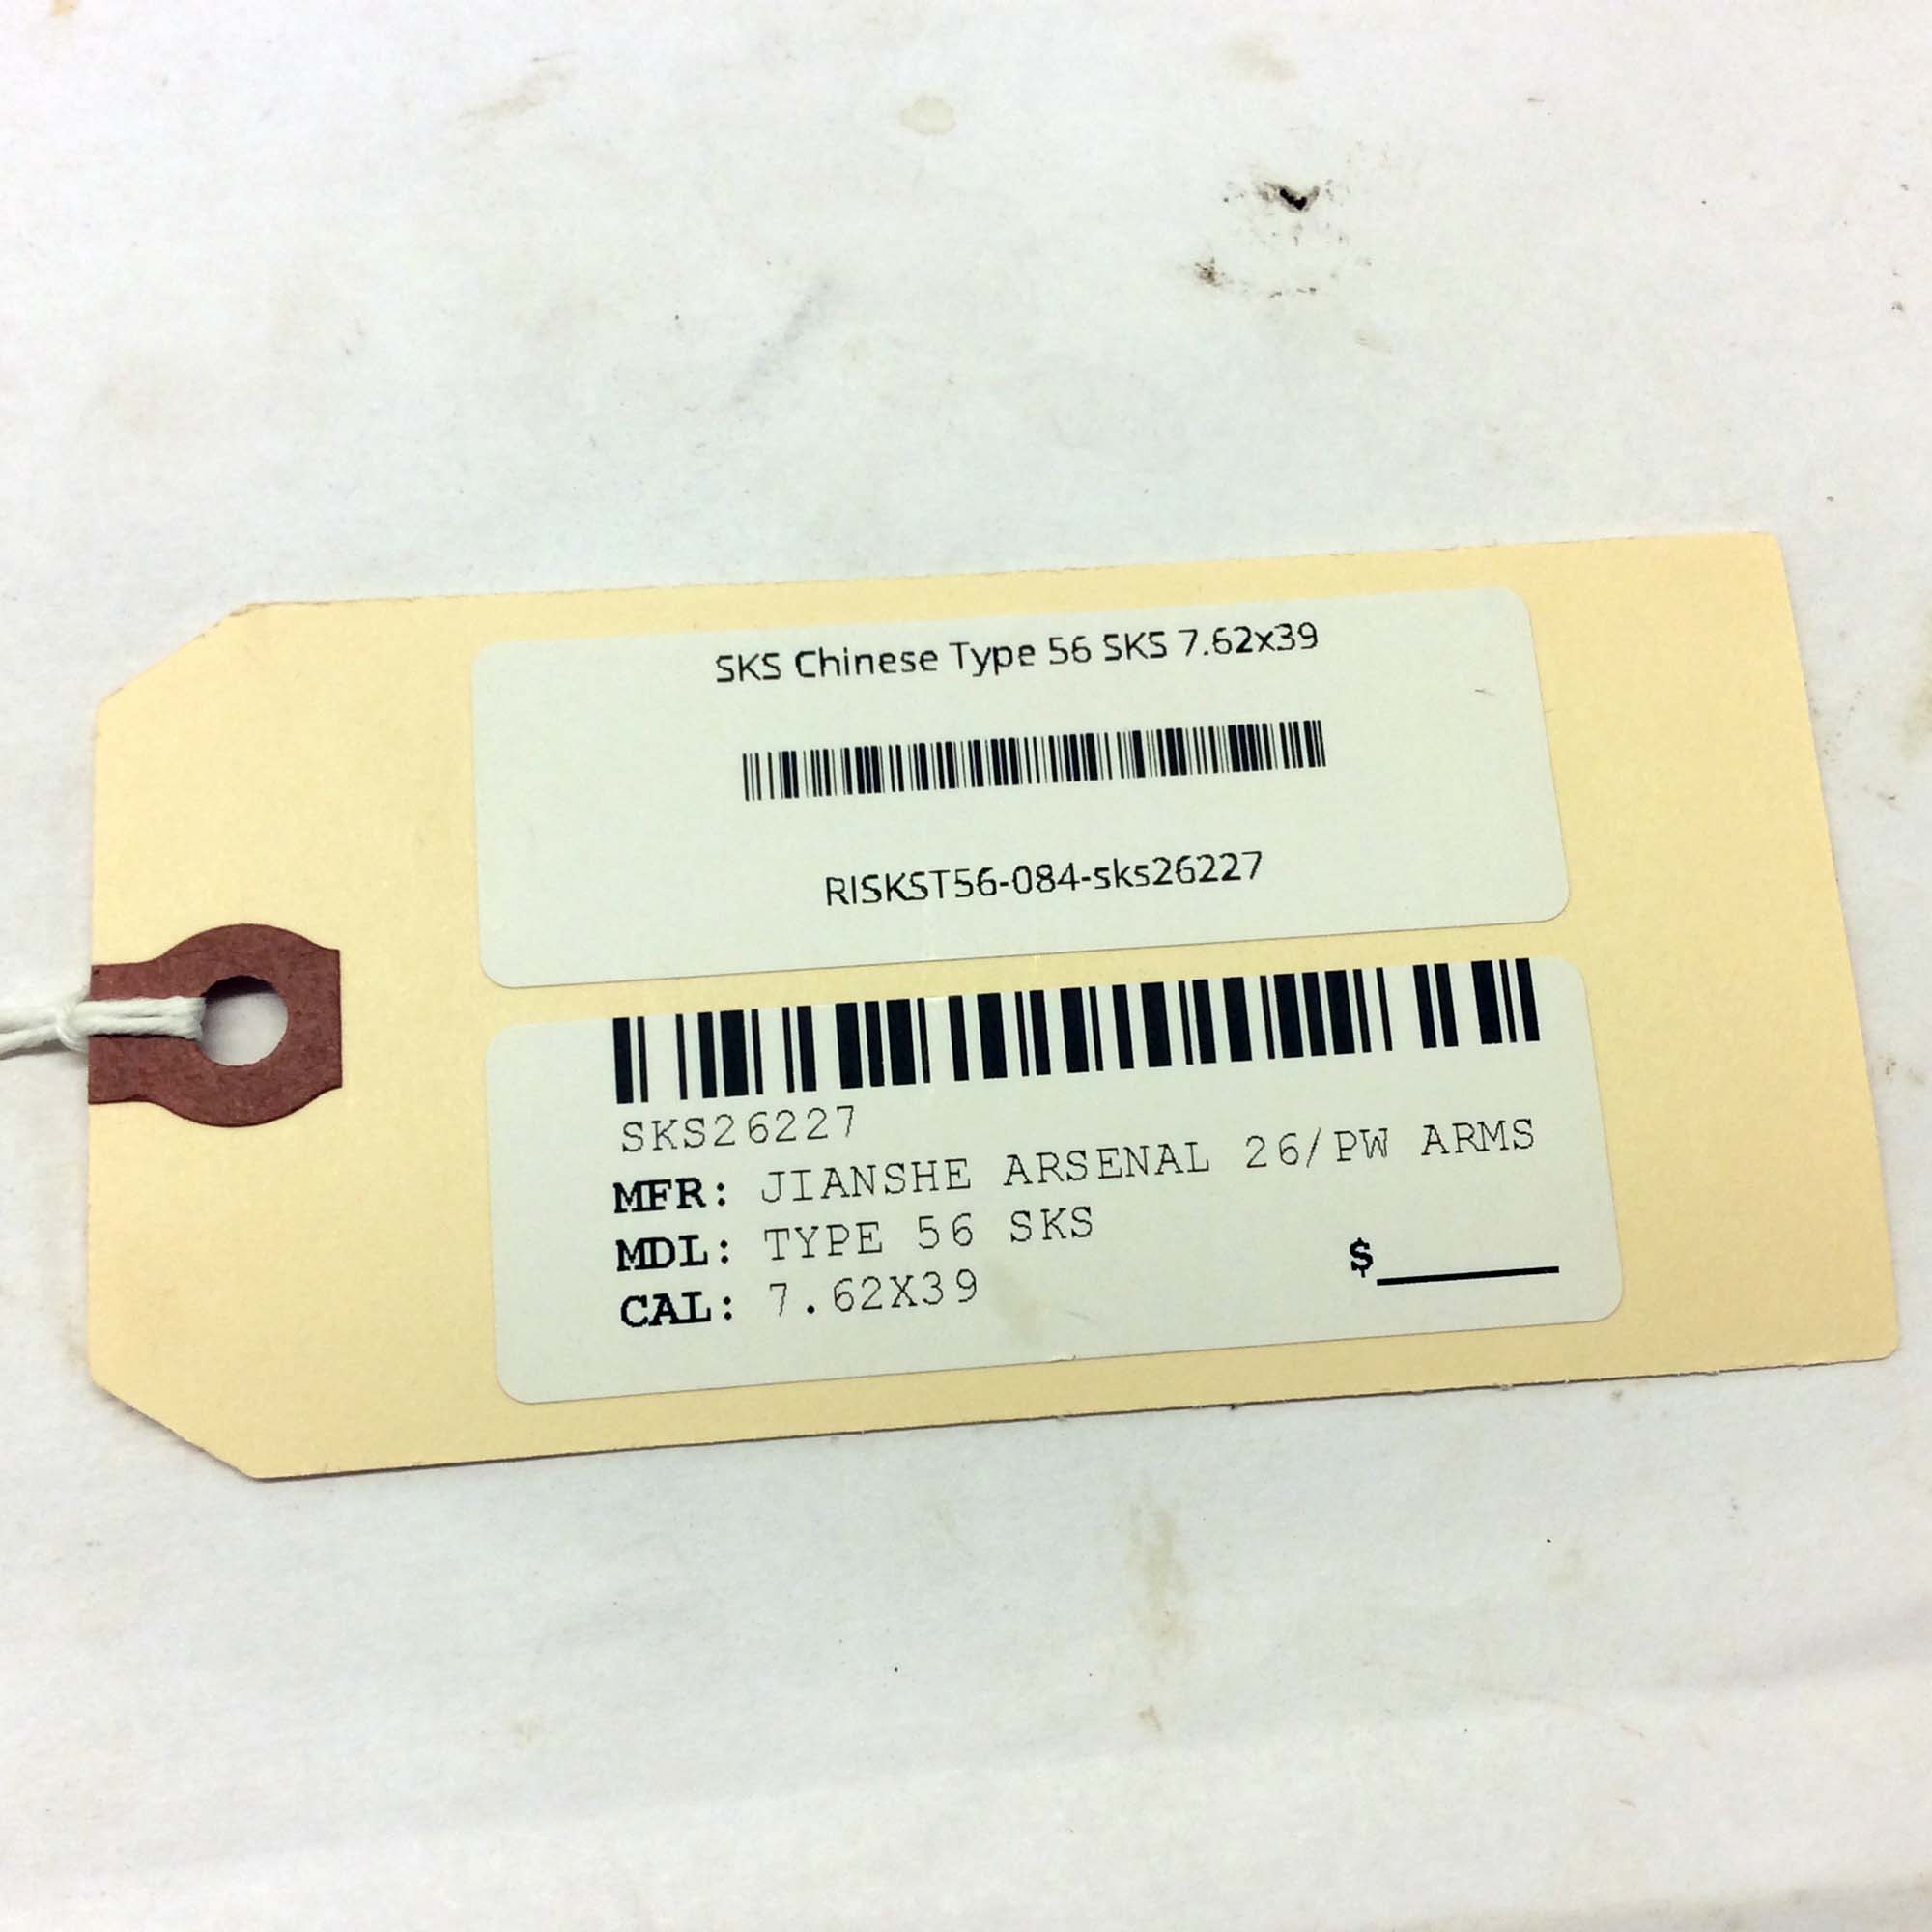 SKS Chinese Type 56 SKS 7.62x39
RISKST56-084-sks26227
SKS26227
MFR: JIANSHE ARSENAL 26/PW ARMS
MDL: TYPE 56 SKS
CAL: 7.62X39
$______